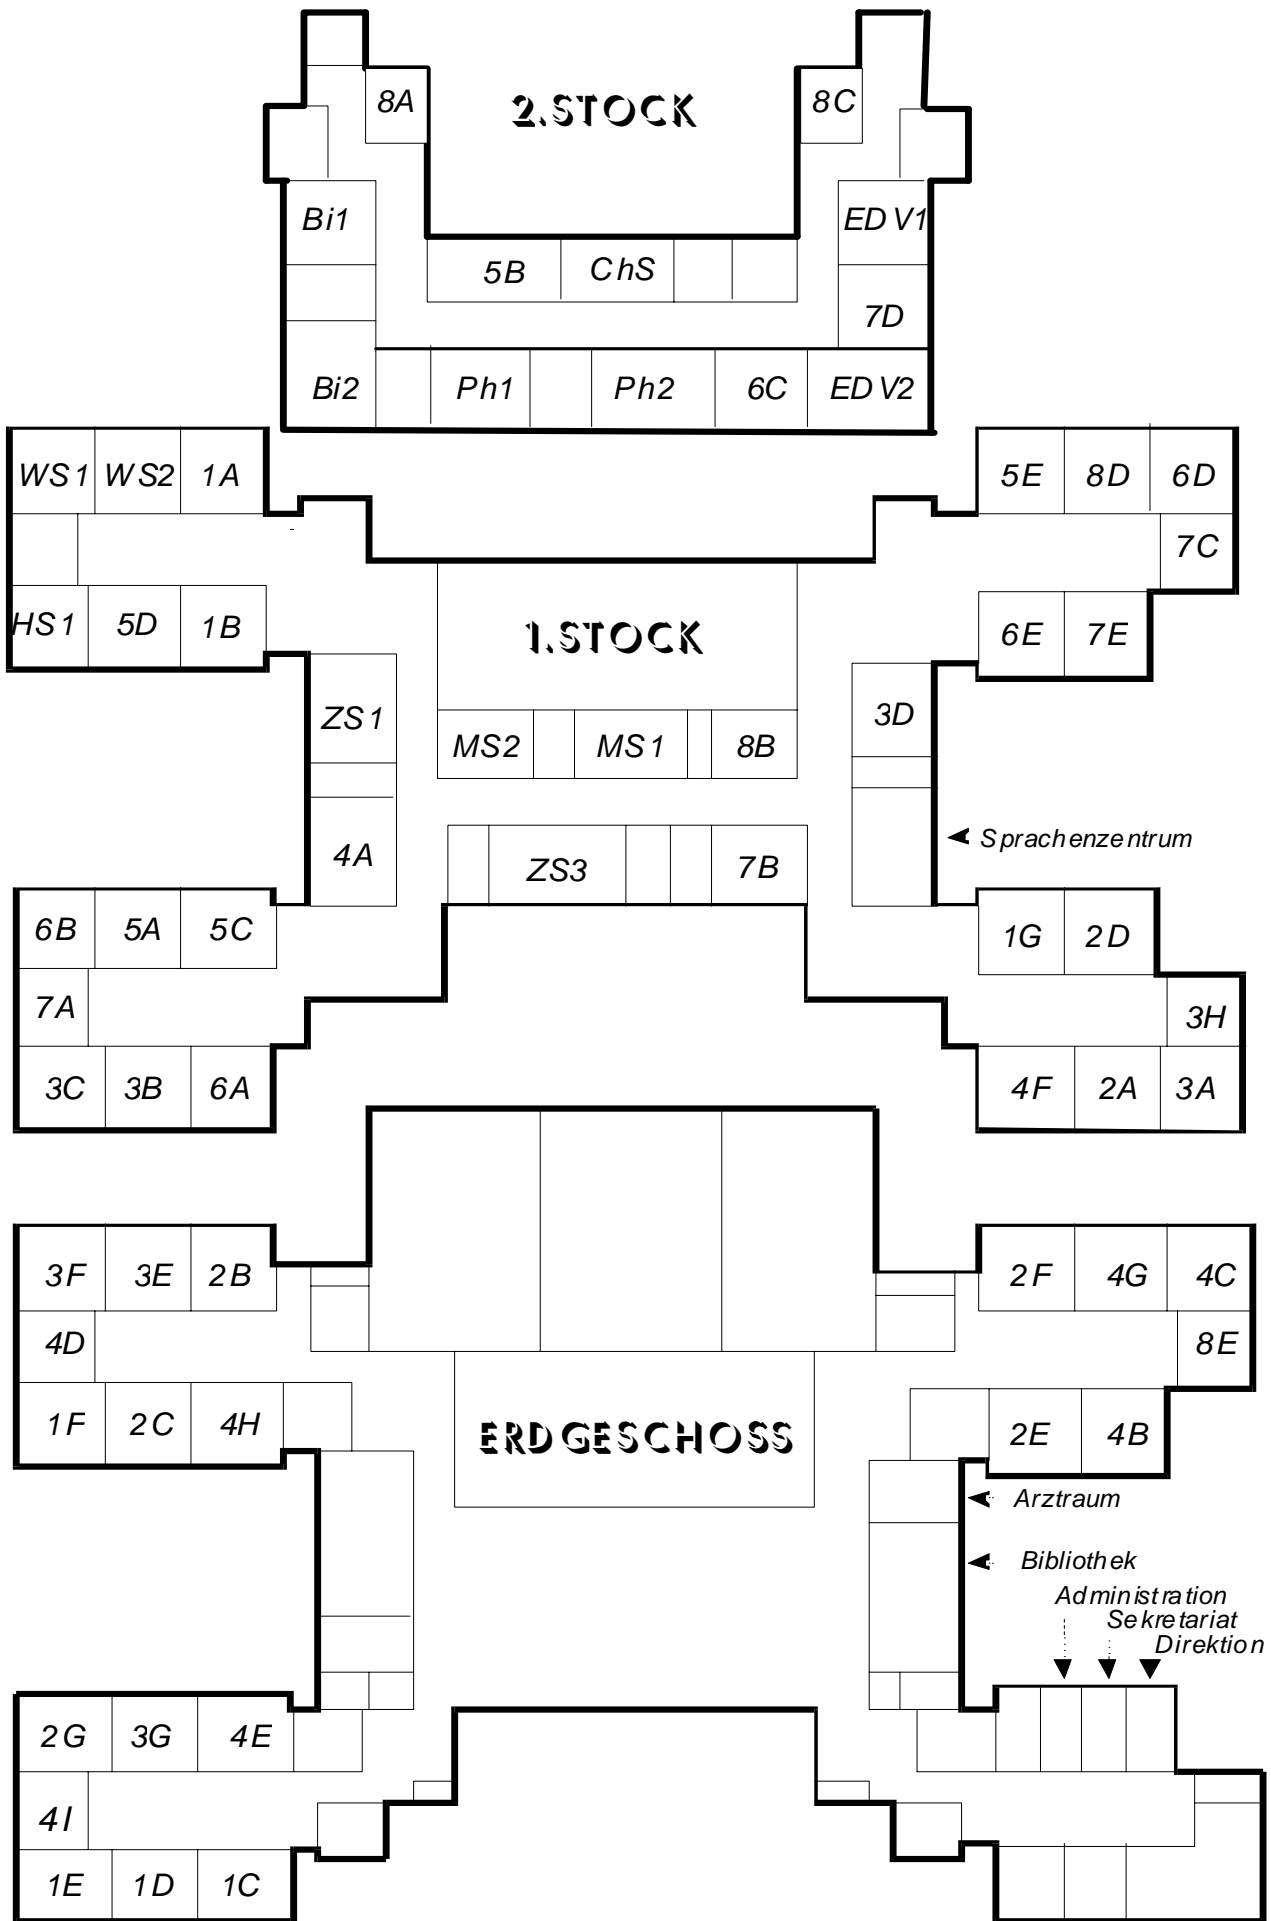 8A 2.STOCK 8C
Bi1 EDV1
5B ChS
7D
Bi2 Ph1 Ph2 6C EDV2
WS1 WS2 1A 5E 8D 6D
7C
HS1 5D 1B 1.STOCK 6E 7E
ZS1 3D
MS2 MS1 8B
Sprachenzentrum
4A ZS3 7B
6B 5A 5C 1G 2D
7A 3H
3C 3B 6A 4F 2A 3A
3F 3E 2B 2F 4G 4C
4D 8E
1F 2C 4H ERDGESCHOSS 2E 4B
Arztraum
Bibliothek
Administration
Sekretariat
Direktion
2G 3G 4E
4I
1E 1D 1C